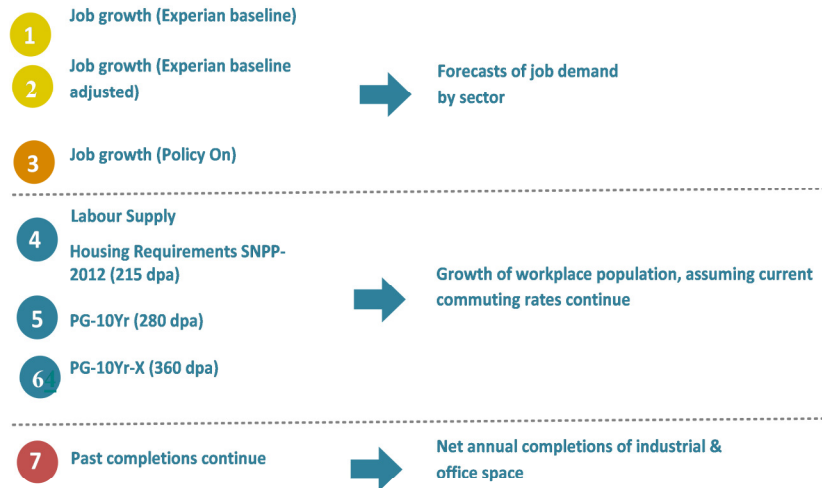 1
Job growth (Experian baseline)
2
Job growth (Experian baseline
adjusted)
Forecasts of job demand
by sector
3
Job growth (Policy On)
Labour Supply
4
Housing Requirements SNPP-
2012 (215 dpa)
Growth of workplace population, assuming current
commuting rates continue
5
PG-10Yr (280 dpa)
64
PG-10Yr-X (360 dpa)
7
Past completions continue
Net annual completions of industrial &
office space